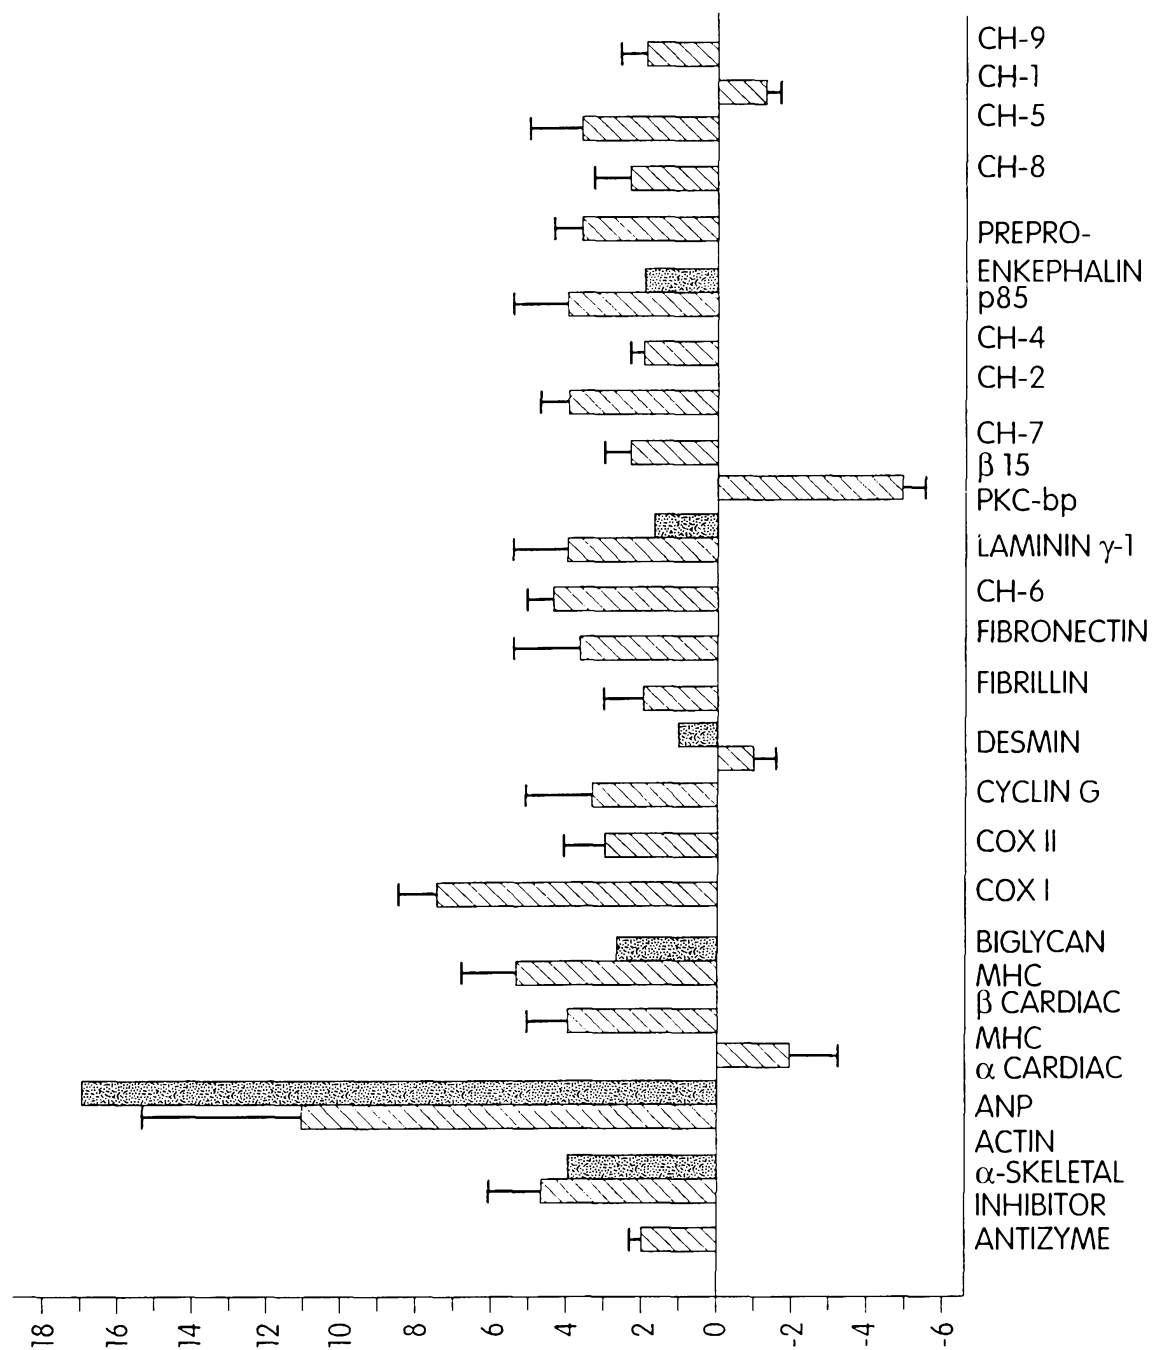 CH-9
CH-1
CH-5
CH-8
PREPRO-
ENKEPHALIN
p85
CH-4
CH-2
CH-7
β 15
PKC-bp
LAMININ γ-1
CH-6
FIBRONECTIN
FIBRILLIN
DESMIN
CYCLIN G
COX II
COX I
BIGLYCAN
MHC
β CARDIAC
MHC
α CARDIAC
ANP
ACTIN
α-SKELETAL
INHIBITOR
ANTIZYME
18 16 14 12 10 8 6 4 2 0 -2 -4 -6